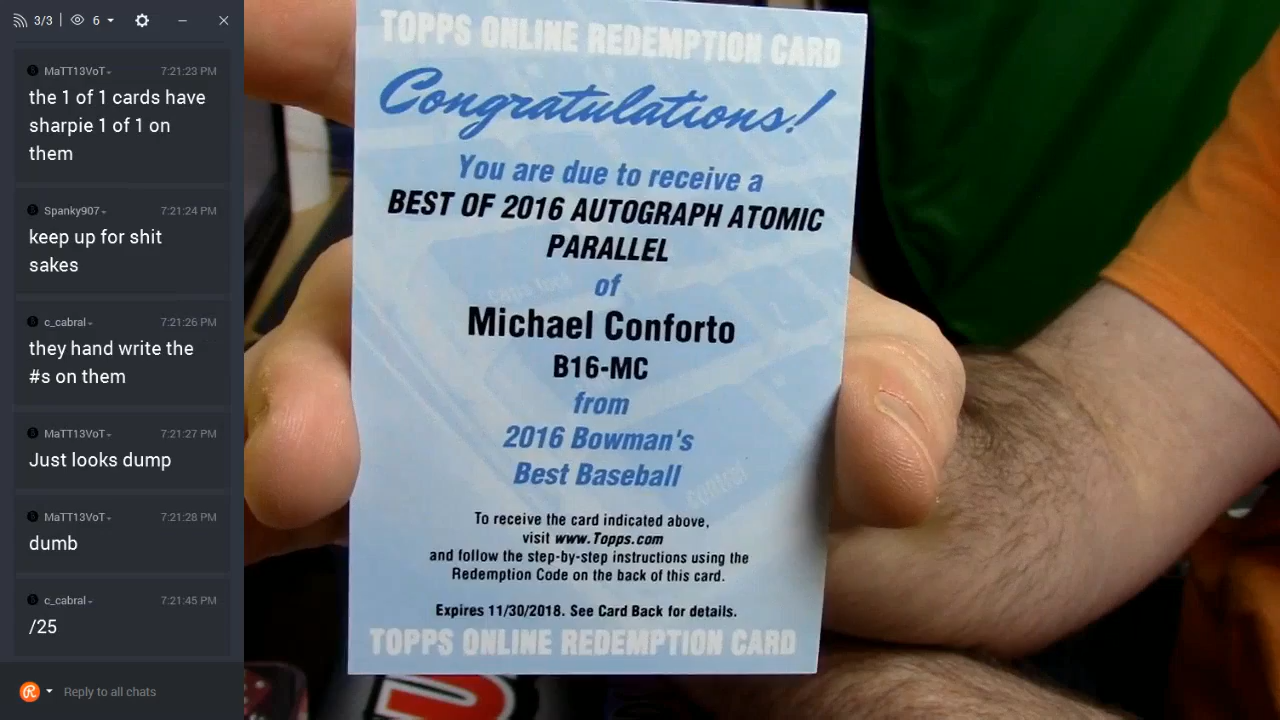 3/3
6
MaTT13VoT
7:21:23 PM
the 1 of 1 cards have
sharpie 1 of 1 on
them
Spanky907
7:21:24 PM
keep up for shit
sakes
c_cabral
7:21:26 PM
they hand write the
#s on them
MaTT13VoT
7:21:27 PM
Just looks dump
MaTT13VoT
7:21:28 PM
dumb
c_cabral
7:21:45 PM
/25
Reply to all chats
TOPPS ONLINE REDEMPTION CARD
Congratulations!
You are due to receive a
BEST OF 2016 AUTOGRAPH ATOMIC
PARALLEL
of
Michael Conforto
B16-MC
from
2016 Bowman's
Best Baseball
control
To receive the card indicated above,
visit www.Topps.com
and follow the step-by-step instructions using the
Redemption Code on the back of this card.
Expires 11/30/2018. See Card Back for details.
TOPPS ONLINE REDEMPTION CARD